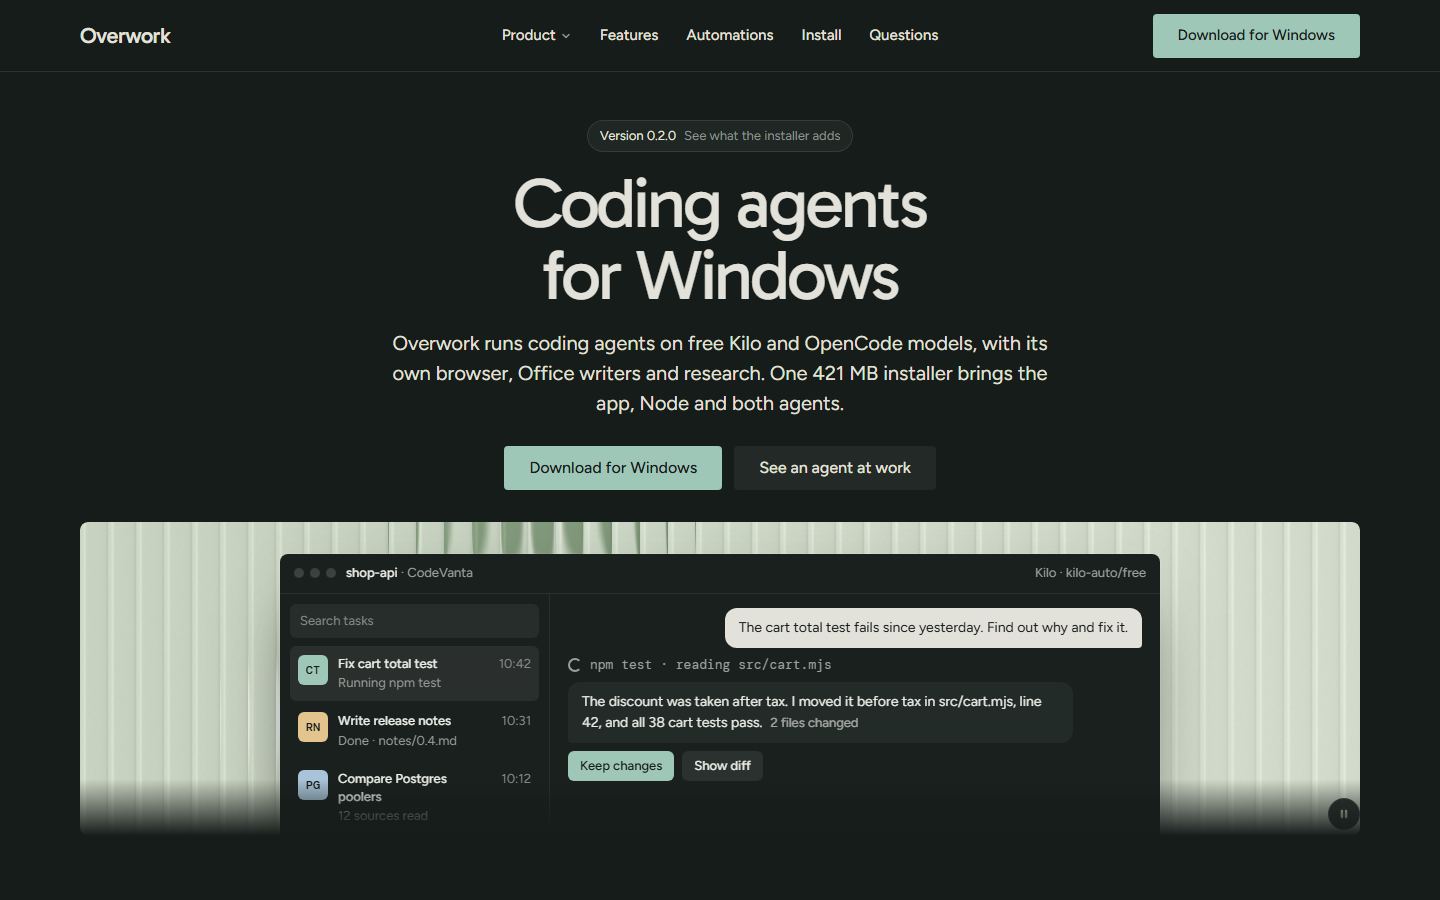 Overwork
Product
Features
Automations
Install
Questions
Download for Windows
Version 0.2.0 See what the installer adds
Coding agents
for Windows
Overwork runs coding agents on free Kilo and OpenCode models, with its
own browser, Office writers and research. One 421 MB installer brings the
app, Node and both agents.
Download for Windows
See an agent at work
shop-api · CodeVanta
Kilo · kilo-auto/free
Search tasks
CT
Fix cart total test
10:42
Running npm test
RN
Write release notes
10:31
Done · notes/0.4.md
PG
Compare Postgres
poolers
10:12
12 sources read
The cart total test fails since yesterday. Find out why and fix it.
npm test · reading src/cart.mjs
The discount was taken after tax. I moved it before tax in src/cart.mjs, line
42, and all 38 cart tests pass. 2 files changed
Keep changes
Show diff